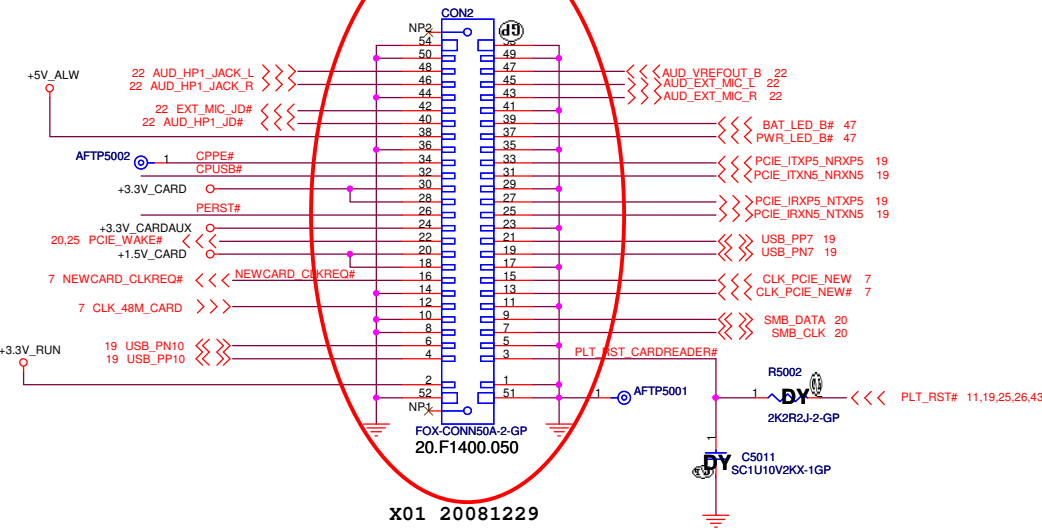 CON2
NP2
GP
54
53
50 49
+5V_ALW
22 AUD_HP1_JACK_L 48 47 AUD_VREFOUT_B 22
22 AUD_HP1_JACK_R 46 45 AUD_EXT_MIC_L 22
44 43 AUD_EXT_MIC_R 22
22 EXT_MIC_JD# 42 41
22 AUD_HP1_JD# 40 39 BAT_LED_B# 47
38 37 PWR_LED_B# 47
36 35
AFTP5002 1 CPPE# 34 33 PCIE_ITXP5_NRXP5 19
CPUSB# 32 31 PCIE_ITXN5_NRXN5 19
+3.3V_CARD 30 29
28 27 PCIE_IRXP5_NTXP5 19
PERST# 26 25 PCIE_IRXN5_NTXN5 19
+3.3V_CARDAUX 24 23
20,25 PCIE_WAKE# 22 21 USB_PP7 19
+1.5V_CARD 20 19 USB_PN7 19
18 17
7 NEWCARD_CLKREQ# NEWCARD_CLKREQ# 16 15 CLK_PCIE_NEW 7
14 13 CLK_PCIE_NEW# 7
7 CLK_48M_CARD 12 11
10 9 SMB_DATA 20
8 7 SMB_CLK 20
19 USB_PN10 6 5
+3.3V_RUN
19 USB_PP10 4 3 PLT_RST_CARDREADER#
2 1
52 51 1 AFTP5001
R5002
1 DY
2K2R2J-2-GP
PLT_RST# 11,19,25,26,43
NP1
FOX-CONN50A-2-GP
20.F1400.050
1
C5011
DY
SC1U10V2KX-1GP
X01 20081229